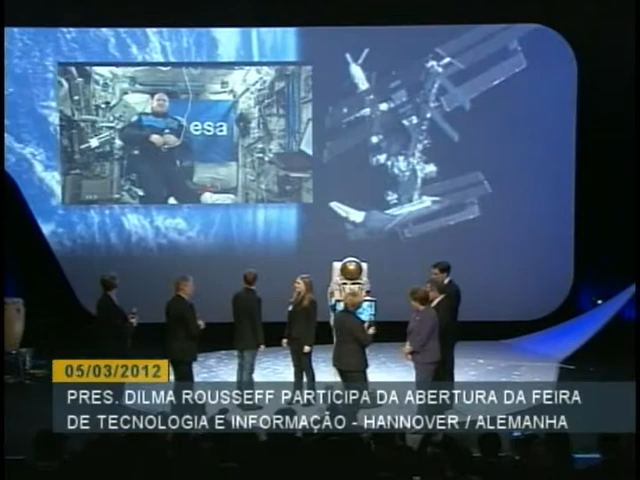 esa
05/03/2012
PRES. DILMA ROUSSEFF PARTICIPA DA ABERTURA DA FEIRA
DE TECNOLOGIA E INFORMAÇÃO - HANNOVER / ALEMANHA